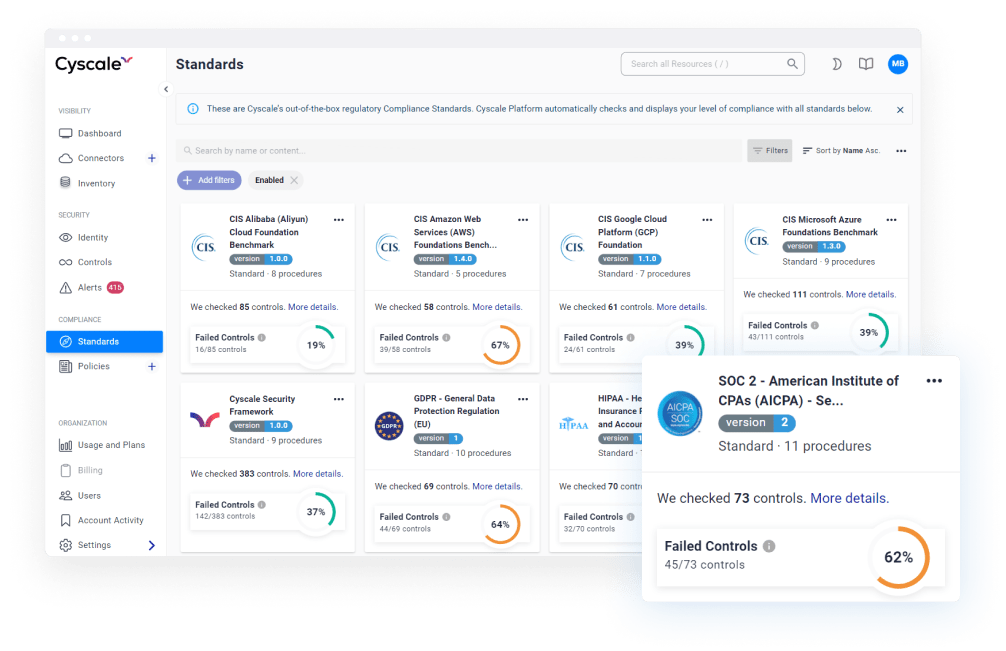 Cyscale
Standards
Search all Resources ( / )
MB
These are Cyscale's out-of-the-box regulatory Compliance Standards. Cyscale Platform automatically checks and displays your level of compliance with all standards below.
VISIBILITY
Dashboard
Connectors
Inventory
SECURITY
Identity
Controls
Alerts 415
COMPLIANCE
Standards
Policies
ORGANIZATION
Usage and Plans
Billing
Users
Account Activity
Settings
Search by name or content...
Filters
Sort by Name Asc.
Add filters
Enabled
CIS
CIS Alibaba (Aliyun)
Cloud Foundation
Benchmark
version 1.0.0
Standard · 8 procedures
We checked 85 controls. More details.
Failed Controls
16/85 controls
19%
CIS
CIS Amazon Web
Services (AWS)
Foundations Bench...
version 1.4.0
Standard · 5 procedures
We checked 58 controls. More details.
Failed Controls
39/58 controls
67%
CIS
CIS Google Cloud
Platform (GCP)
Foundation
version 1.1.0
Standard · 7 procedures
We checked 61 controls. More details.
Failed Controls
24/61 controls
39%
CIS
CIS Microsoft Azure
Foundations Benchmark
version 1.3.0
Standard · 9 procedures
We checked 111 controls. More details.
Failed Controls
43/111 controls
39%
Cyscale Security
Framework
version 1.0.0
Standard · 9 procedures
We checked 383 controls. More details.
Failed Controls
142/383 controls
37%
GDPR
GDPR - General Data
Protection Regulation
(EU)
version 1
Standard · 10 procedures
We checked 69 controls. More details.
Failed Controls
44/69 controls
64%
HIPAA
HIPAA - He
Insurance
and Accou
version
Standard ·
We checked 70 con
Failed Controls
32/70 controls
AICPA
SOC
SOC 2 - American Institute of
CPAs (AICPA) - Se...
version 2
Standard · 11 procedures
We checked 73 controls. More details.
Failed Controls
45/73 controls
62%